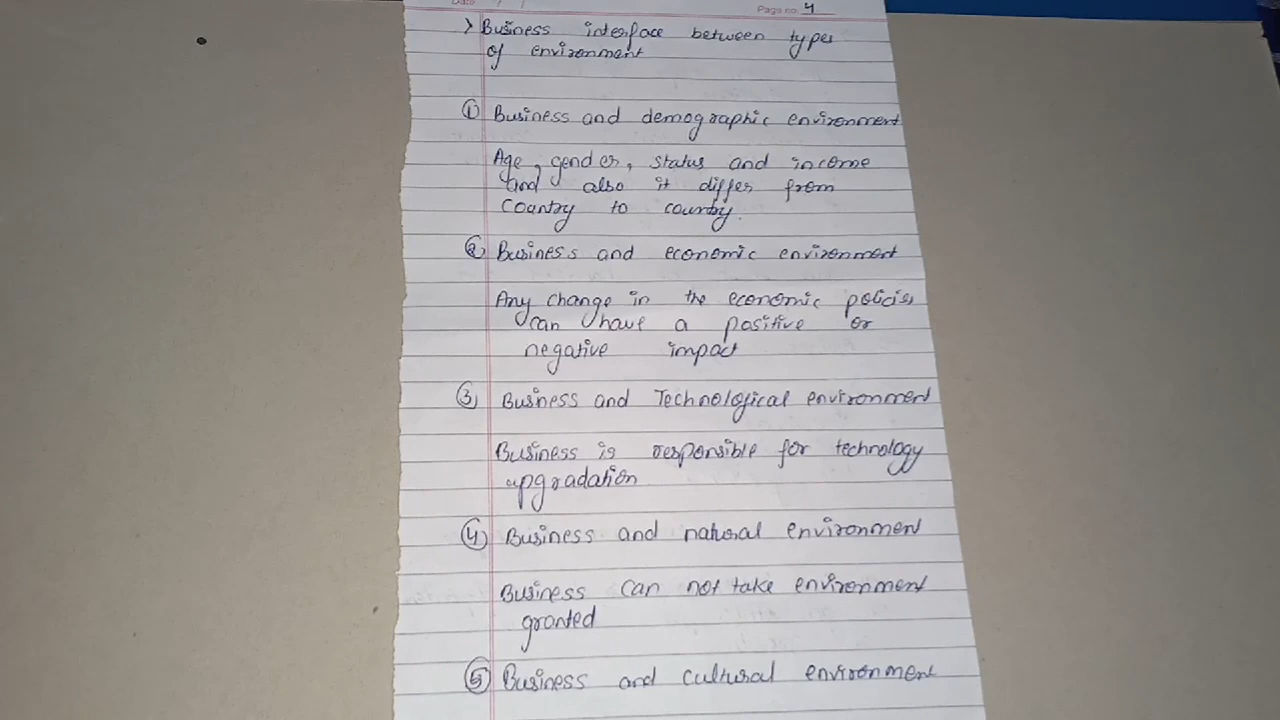 Date / /
Page no. 4
> Business interface between types
of environment
① Business and demographic environment
Age, gender, status and income
and also it differ from
country to country.
② Business and economic environment
Any change in the economic policies
can have a positive or
negative impact
③ Business and Technological environment
Business is responsible for technology
upgradation
④ Business and natural environment
Business can not take environment
granted
⑤ Business and cultural environment